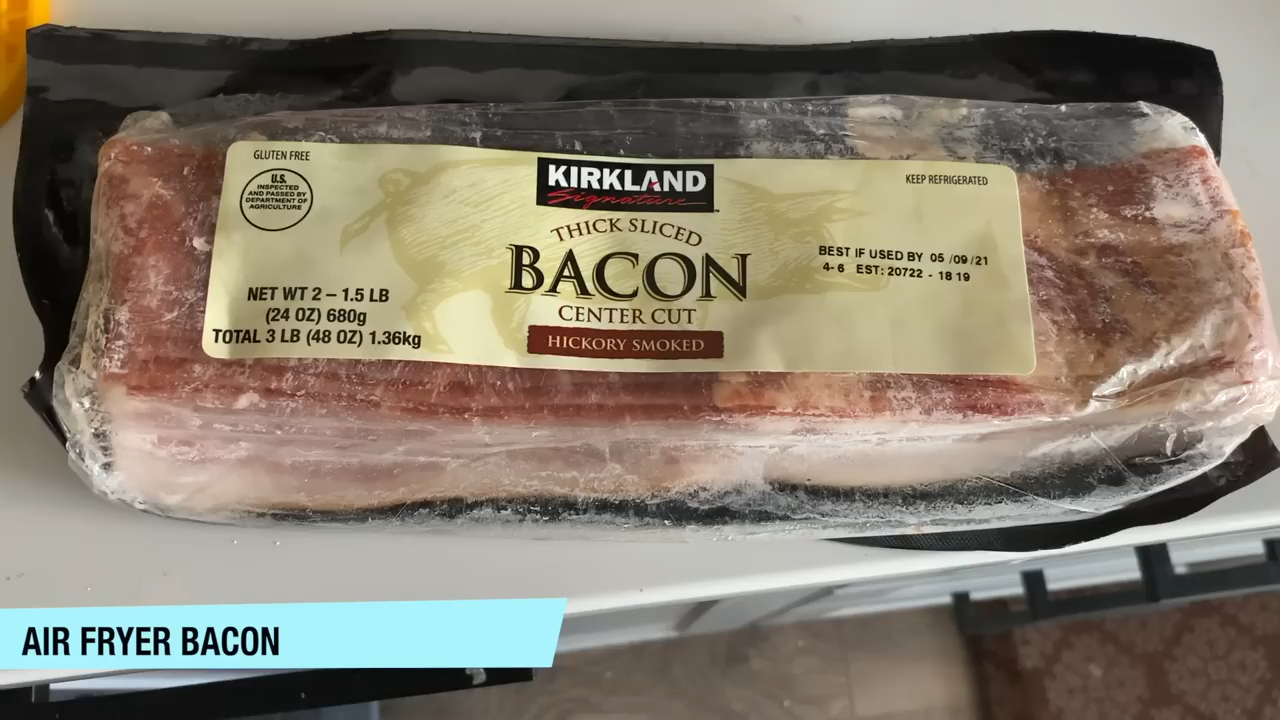 GLUTEN FREE
U.S.
INSPECTED
AND PASSED BY
DEPARTMENT OF
AGRICULTURE
KIRKLAND
Signature
THICK SLICED
BACON
CENTER CUT
HICKORY SMOKED
NET WT 2 – 1.5 LB
(24 OZ) 680g
TOTAL 3 LB (48 OZ) 1.36kg
KEEP REFRIGERATED
BEST IF USED BY 05 /09 /21
4- 6 EST: 20722 - 18 19
AIR FRYER BACON